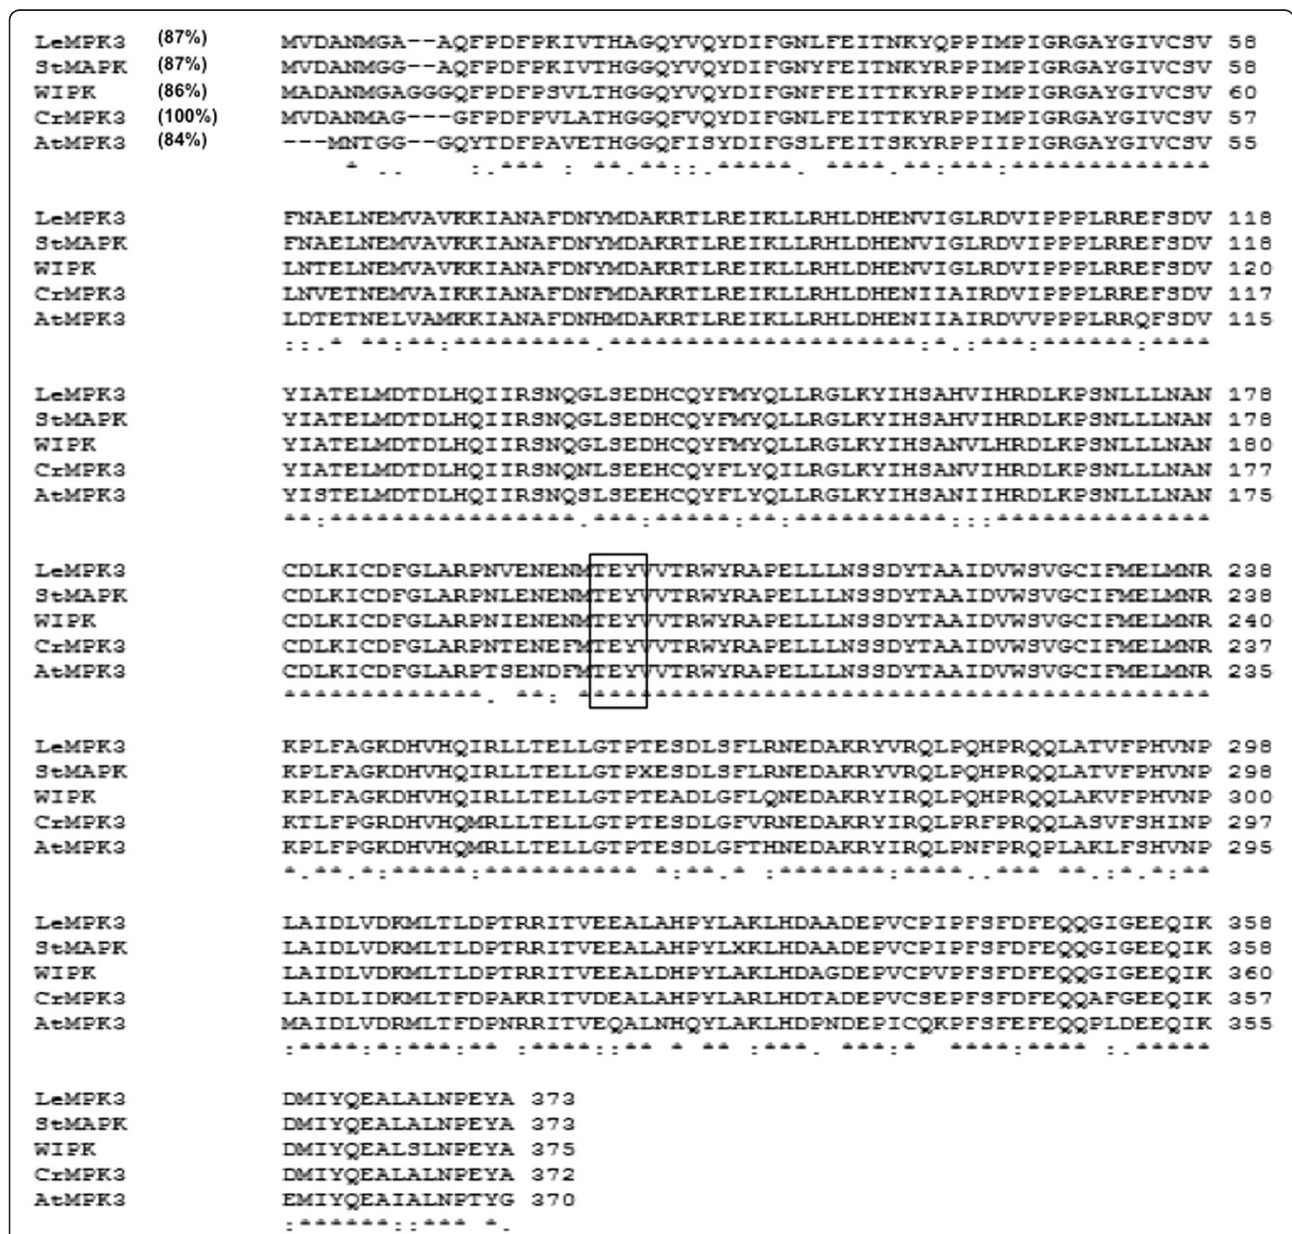 LeMPK3 (87%) MVDANMGA--AQFPDFPKIVTHAGQYVQYDIFGNLFEITNKYQPPIMPIGRGAYGIVCSV 58
StMAPK (87%) MVDANMGG--AQFPDFPKIVTHGGQYVQYDIFGNYFEITNKYRPPIMPIGRGAYGIVCSV 58
WIPK (86%) MADANMGAGGGQFPDFPSVLTHGGQYVQYDIFGNFFEITTKYRPPIMPIGRGAYGIVCSV 60
CrMPK3 (100%) MVDANMAG---GFPDFPVLATHGGQFVQYDIFGNLFEITTKYRPPIMPIGRGAYGIVCSV 57
AtMPK3 (84%) ---MNTGG--GQYTDFPAVETHGGQFISYDIFGSLFEITSKYRPPIIPIGRGAYGIVCSV 55
* .. :.*** : **.**::.*****. ****.**:***:*************
LeMPK3 FNAELNEMVAVKKIANAFDNYMDAKRTLREIKLLRHLDHENVIGLRDVIPPPLRREFSDV 118
StMAPK FNAELNEMVAVKKIANAFDNYMDAKRTLREIKLLRHLDHENVIGLRDVIPPPLRREFSDV 118
WIPK LNTELNEMVAVKKIANAFDNYMDAKRTLREIKLLRHLDHENVIGLRDVIPPPLRREFSDV 120
CrMPK3 LNVETNEMVAIKKIANAFDNFMDAKRTLREIKLLRHLDHENIIAIRDVIPPPLRREFSDV 117
AtMPK3 LDTETNELVAMKKIANAFDNHMDAKRTLREIKLLRHLDHENIIAIRDVVPPPLRRQFSDV 115
::.* **:**:*********.********************:*.:***:******:****
LeMPK3 YIATELMDTDLHQIIRSNQGLSEDHCQYFMYQLLRGLKYIHSAHVIHRDLKPSNLLLNAN 178
StMAPK YIATELMDTDLHQIIRSNQGLSEDHCQYFMYQLLRGLKYIHSAHVIHRDLKPSNLLLNAN 178
WIPK YIATELMDTDLHQIIRSNQGLSEDHCQYFMYQLLRGLKYIHSANVLHRDLKPSNLLLNAN 180
CrMPK3 YIATELMDTDLHQIIRSNQNLSEEHCQYFLYQILRGLKYIHSANVIHRDLKPSNLLLNAN 177
AtMPK3 YISTELMDTDLHQIIRSNQSLSEEHCQYFLYQLLRGLKYIHSANIIHRDLKPSNLLLNAN 175
**:****************.***:*****:**:**********:::**************
LeMPK3 CDLKICDFGLARPNVENENMTEYVVTRWYRAPELLLNSSDYTAAIDVWSVGCIFMELMNR 238
StMAPK CDLKICDFGLARPNLENENMTEYVVTRWYRAPELLLNSSDYTAAIDVWSVGCIFMELMNR 238
WIPK CDLKICDFGLARPNIENENMTEYVVTRWYRAPELLLNSSDYTAAIDVWSVGCIFMELMNR 240
CrMPK3 CDLKICDFGLARPNTENEFMTEYVVTRWYRAPELLLNSSDYTAAIDVWSVGCIFMELMNR 237
AtMPK3 CDLKICDFGLARPTSENDFMTEYVVTRWYRAPELLLNSSDYTAAIDVWSVGCIFMELMNR 235
*************. **: *****************************************
LeMPK3 KPLFAGKDHVHQIRLLTELLGTPTESDLSFLRNEDAKRYVRQLPQHPRQQLATVFPHVNP 298
StMAPK KPLFAGKDHVHQIRLLTELLGTPXESDLSFLRNEDAKRYVRQLPQHPRQQLATVFPHVNP 298
WIPK KPLFAGKDHVHQIRLLTELLGTPTEADLGFLQNEDAKRYIRQLPQHPRQQLAKVFPHVNP 300
CrMPK3 KTLFPGRDHVHQMRLLTELLGTPTESDLGFVRNEDAKRYIRQLPRFPRQQLASVFSHINP 297
AtMPK3 KPLFPGKDHVHQMRLLTELLGTPTESDLGFTHNEDAKRYIRQLPNFPRQPLAKLFSHVNP 295
*.**.*:*****:********** *:**.* :*******:****..*** **.:*.*:**
LeMPK3 LAIDLVDKMLTLDPTRRITVEEALAHPYLAKLHDAADEPVCPIPFSFDFEQQGIGEEQIK 358
StMAPK LAIDLVDKMLTLDPTRRITVEEALAHPYLXKLHDAADEPVCPIPFSFDFEQQGIGEEQIK 358
WIPK LAIDLVDKMLTLDPTRRITVEEALDHPYLAKLHDAGDEPVCPVPFSFDFEQQGIGEEQIK 360
CrMPK3 LAIDLIDKMLTFDPAKRITVDEALAHPYLARLHDTADEPVCSEPFSFDFEQQAFGEEQIK 357
AtMPK3 MAIDLVDRMLTFDPNRRITVEQALNHQYLAKLHDPNDEPICQKPFSFEFEQQPLDEEQIK 355
:****:*:***:** :****::** * ** :***. ***:* ****:**** :.*****
LeMPK3 DMIYQEALALNPEYA 373
StMAPK DMIYQEALALNPEYA 373
WIPK DMIYQEALSLNPEYA 375
CrMPK3 DMIYQEALALNPEYA 372
AtMPK3 EMIYQEAIALNPTYG 370
:******::*** *.